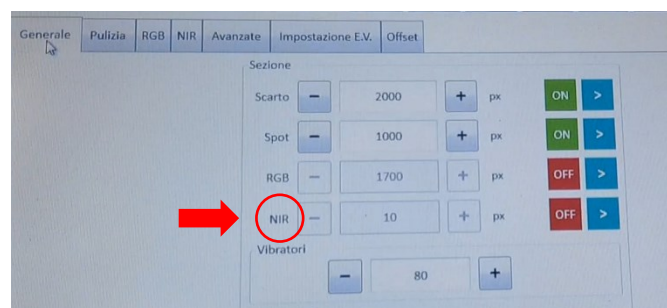 Generale Pulizia RGB NIR Avanzate Impostazione E.V. Offset
Sezione
Scarto − 2000 + px ON >
Spot − 1000 + px ON >
RGB − 1700 + px OFF >
NIR − 10 + px OFF >
Vibratori
− 80 +